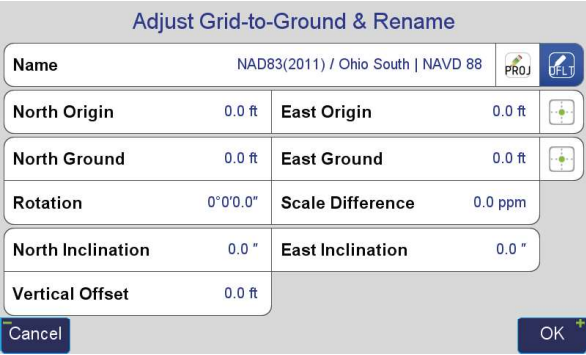 Adjust Grid-to-Ground & Rename
Name NAD83(2011) / Ohio South | NAVD 88 PROJ DFLT
North Origin 0.0 ft East Origin 0.0 ft
North Ground 0.0 ft East Ground 0.0 ft
Rotation 0°0'0.0" Scale Difference 0.0 ppm
North Inclination 0.0 " East Inclination 0.0 "
Vertical Offset 0.0 ft
Cancel OK